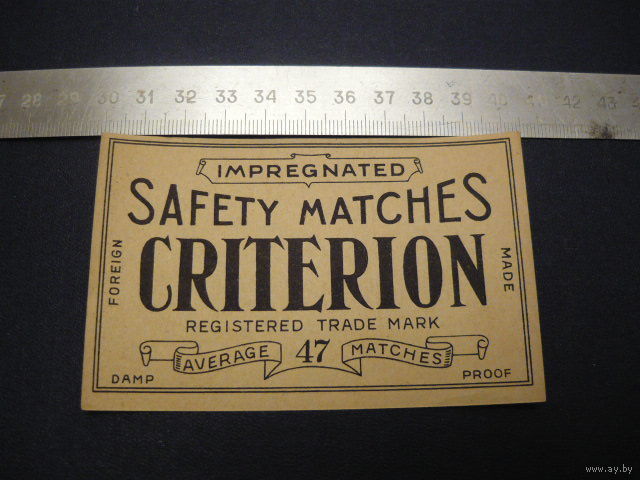 28 29 30 31 32 33 34 35 36 37 38 39 40 41 42 43
IMPREGNATED
SAFETY MATCHES
CRITERION
FOREIGN
MADE
REGISTERED TRADE MARK
AVERAGE 47 MATCHES
DAMP PROOF
www.ay.by